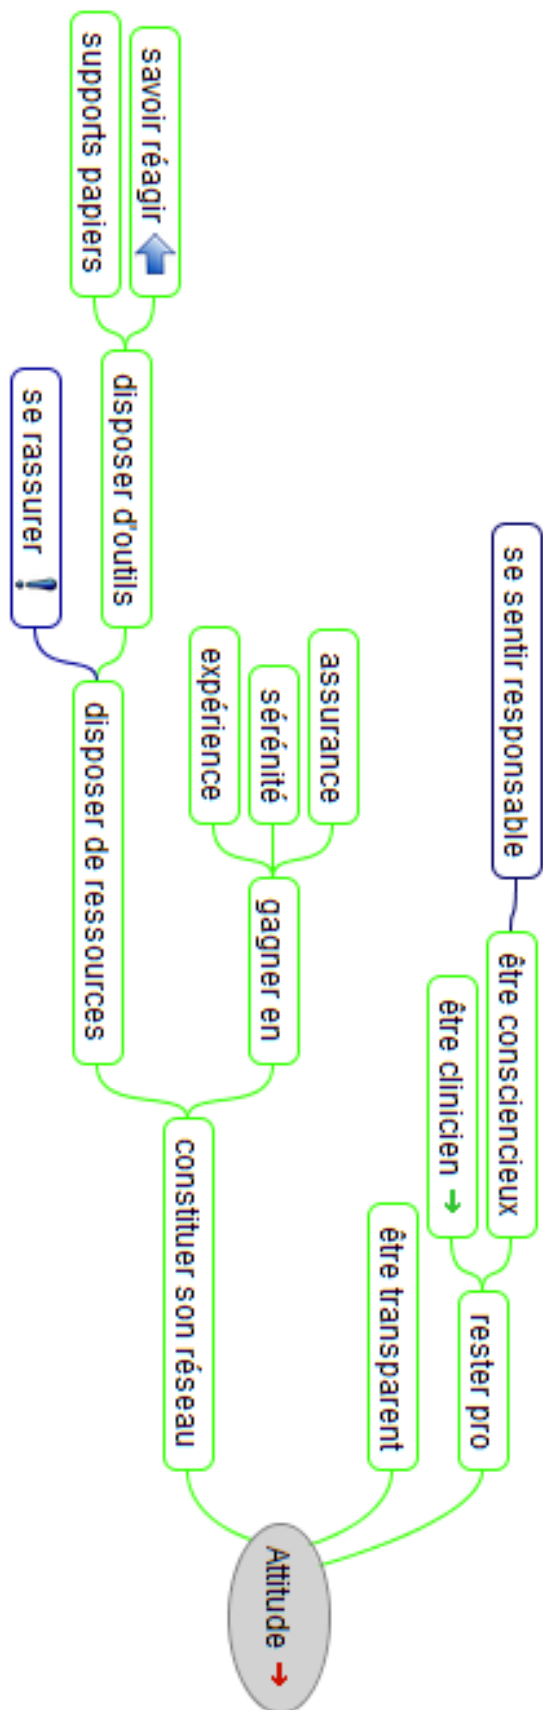 se sentir responsable
être consciencieux
être clinicien
rester pro
être transparent
assurance
sérénité
expérience
gagner en
constituer son réseau
savoir réagir
supports papiers
disposer d'outils
se rassurer
disposer de ressources
Attitude